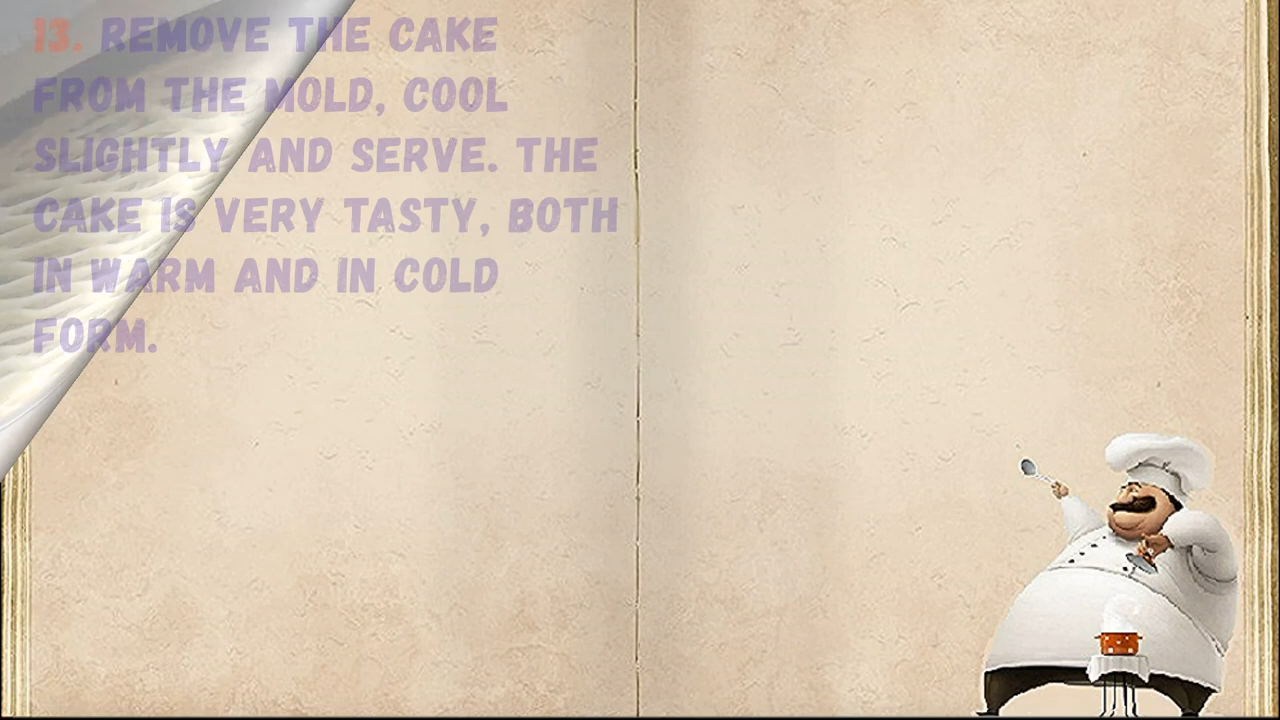 13. REMOVE THE CAKE
FROM THE MOLD, COOL
SLIGHTLY AND SERVE. THE
CAKE IS VERY TASTY, BOTH
IN WARM AND IN COLD
FORM.